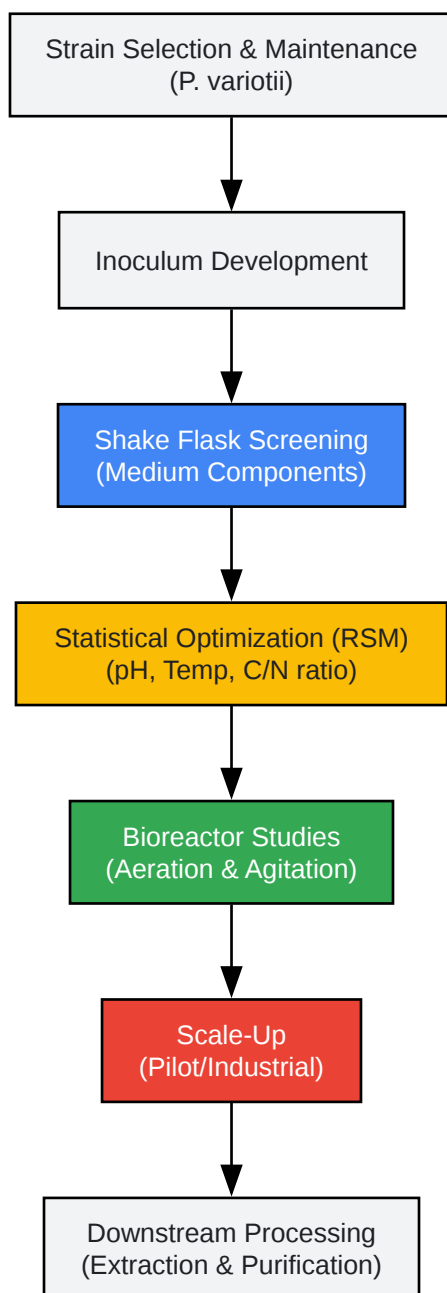 Strain Selection & Maintenance
(P. variotii)
Inoculum Development
Shake Flask Screening
(Medium Components)
Statistical Optimization (RSM)
(pH, Temp, C/N ratio)
Bioreactor Studies
(Aeration & Agitation)
Scale-Up
(Pilot/Industrial)
Downstream Processing
(Extraction & Purification)